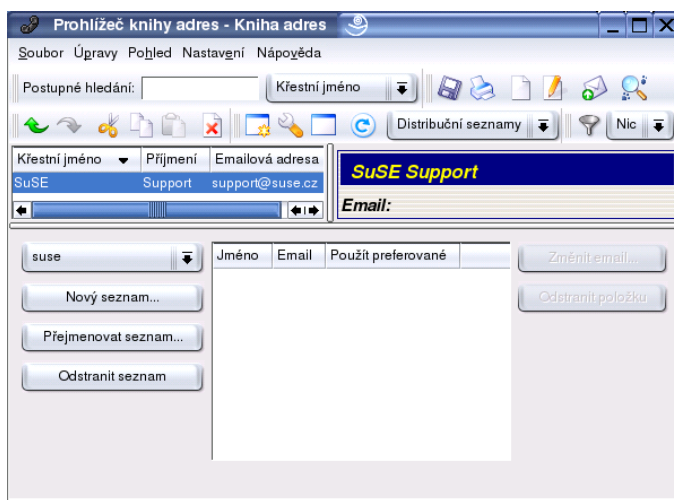 Prohlížeč knihy adres - Kniha adres
Soubor Úpravy Pohled Nastavení Nápověda
Postupné hledání: Křestní jméno
Distribuční seznamy Nic
Křestní jméno Příjmení Emailová adresa
SuSE Support support@suse.cz
SuSE Support
Email:
suse
Jméno Email Použít preferované
Změnit email...
Nový seznam...
Odstranit položku
Přejmenovat seznam...
Odstranit seznam